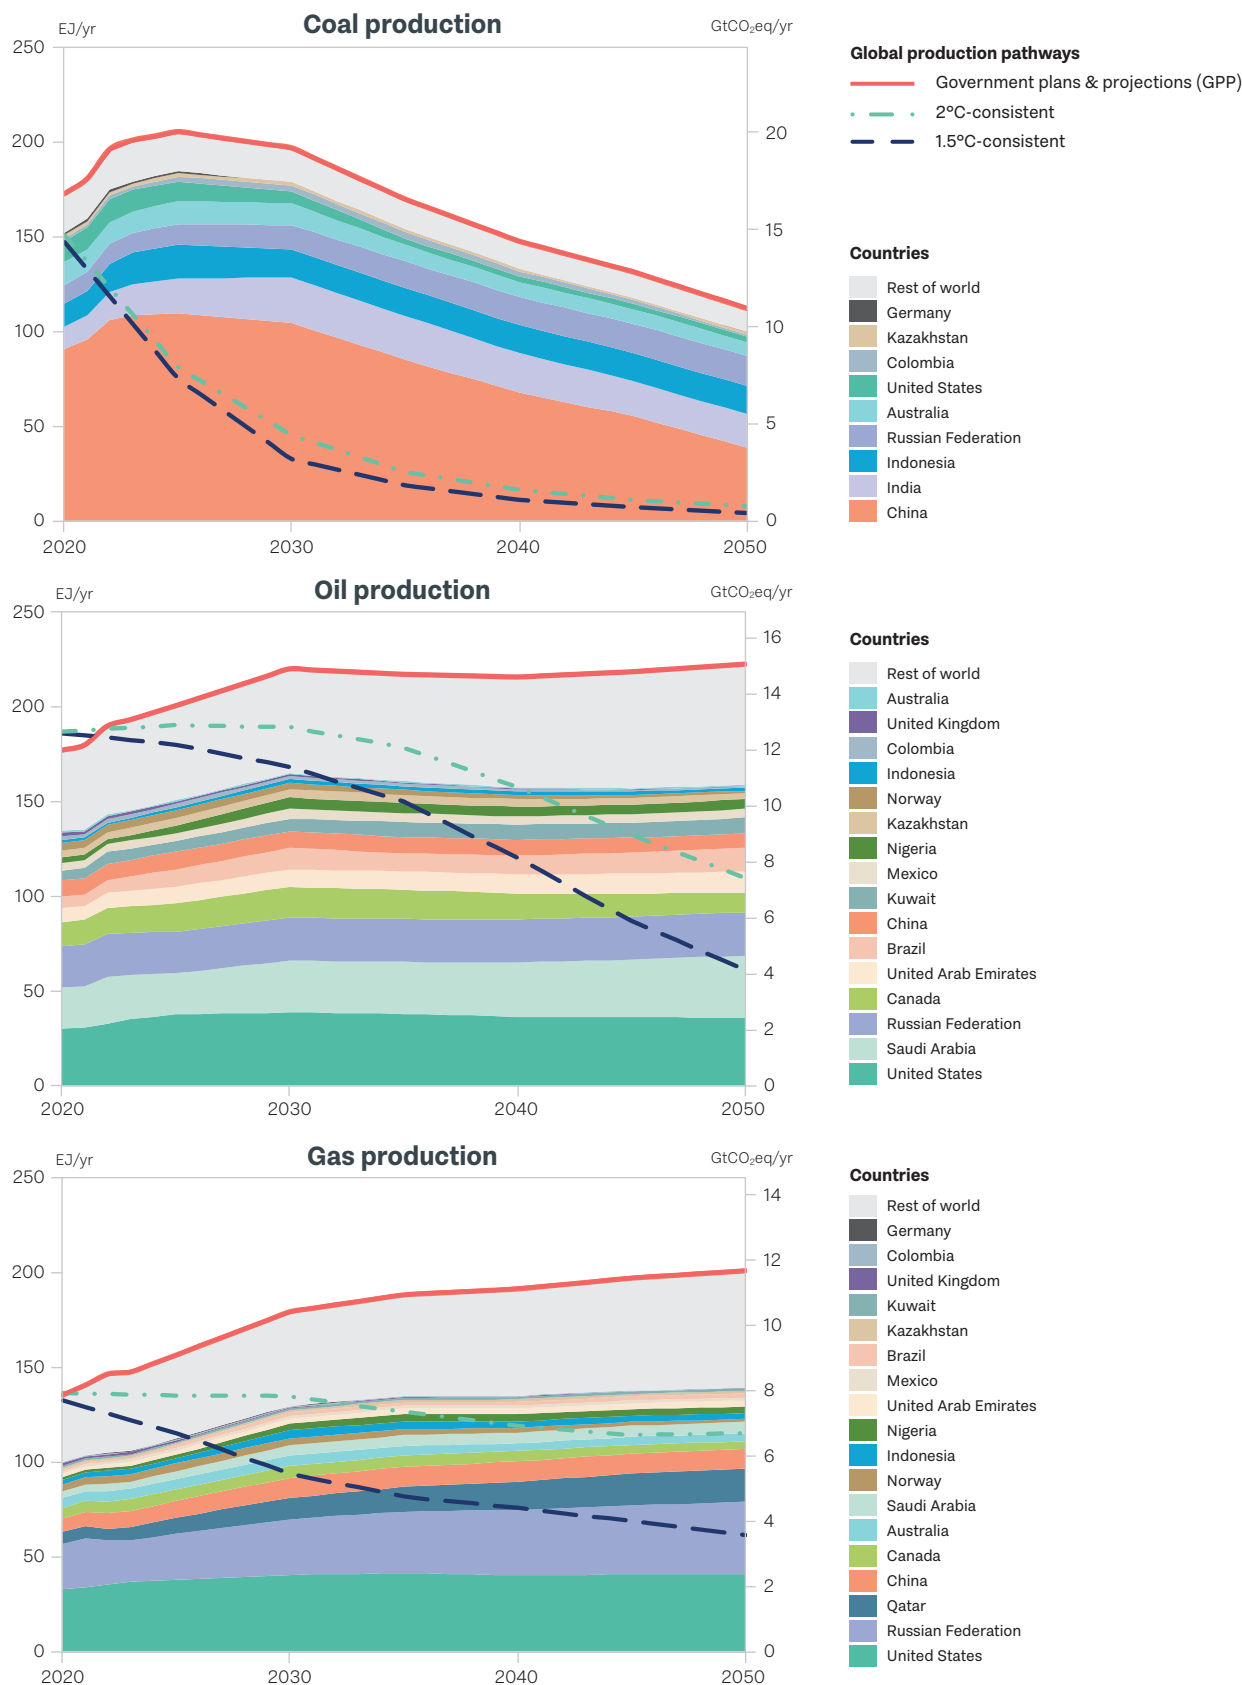 Coal production
EJ/yr
GtCO₂eq/yr
250
200
150
100
50
0
20
15
10
5
0
2020
2030
2040
2050
Global production pathways
Government plans & projections (GPP)
2°C-consistent
1.5°C-consistent
Countries
Rest of world
Germany
Kazakhstan
Colombia
United States
Australia
Russian Federation
Indonesia
India
China
Oil production
EJ/yr
GtCO₂eq/yr
250
200
150
100
50
0
16
14
12
10
8
6
4
2
0
2020
2030
2040
2050
Countries
Rest of world
Australia
United Kingdom
Colombia
Indonesia
Norway
Kazakhstan
Nigeria
Mexico
Kuwait
China
Brazil
United Arab Emirates
Canada
Russian Federation
Saudi Arabia
United States
Gas production
EJ/yr
GtCO₂eq/yr
250
200
150
100
50
0
14
12
10
8
6
4
2
0
2020
2030
2040
2050
Countries
Rest of world
Germany
Colombia
United Kingdom
Kuwait
Kazakhstan
Brazil
Mexico
United Arab Emirates
Nigeria
Indonesia
Norway
Saudi Arabia
Australia
Canada
China
Qatar
Russian Federation
United States